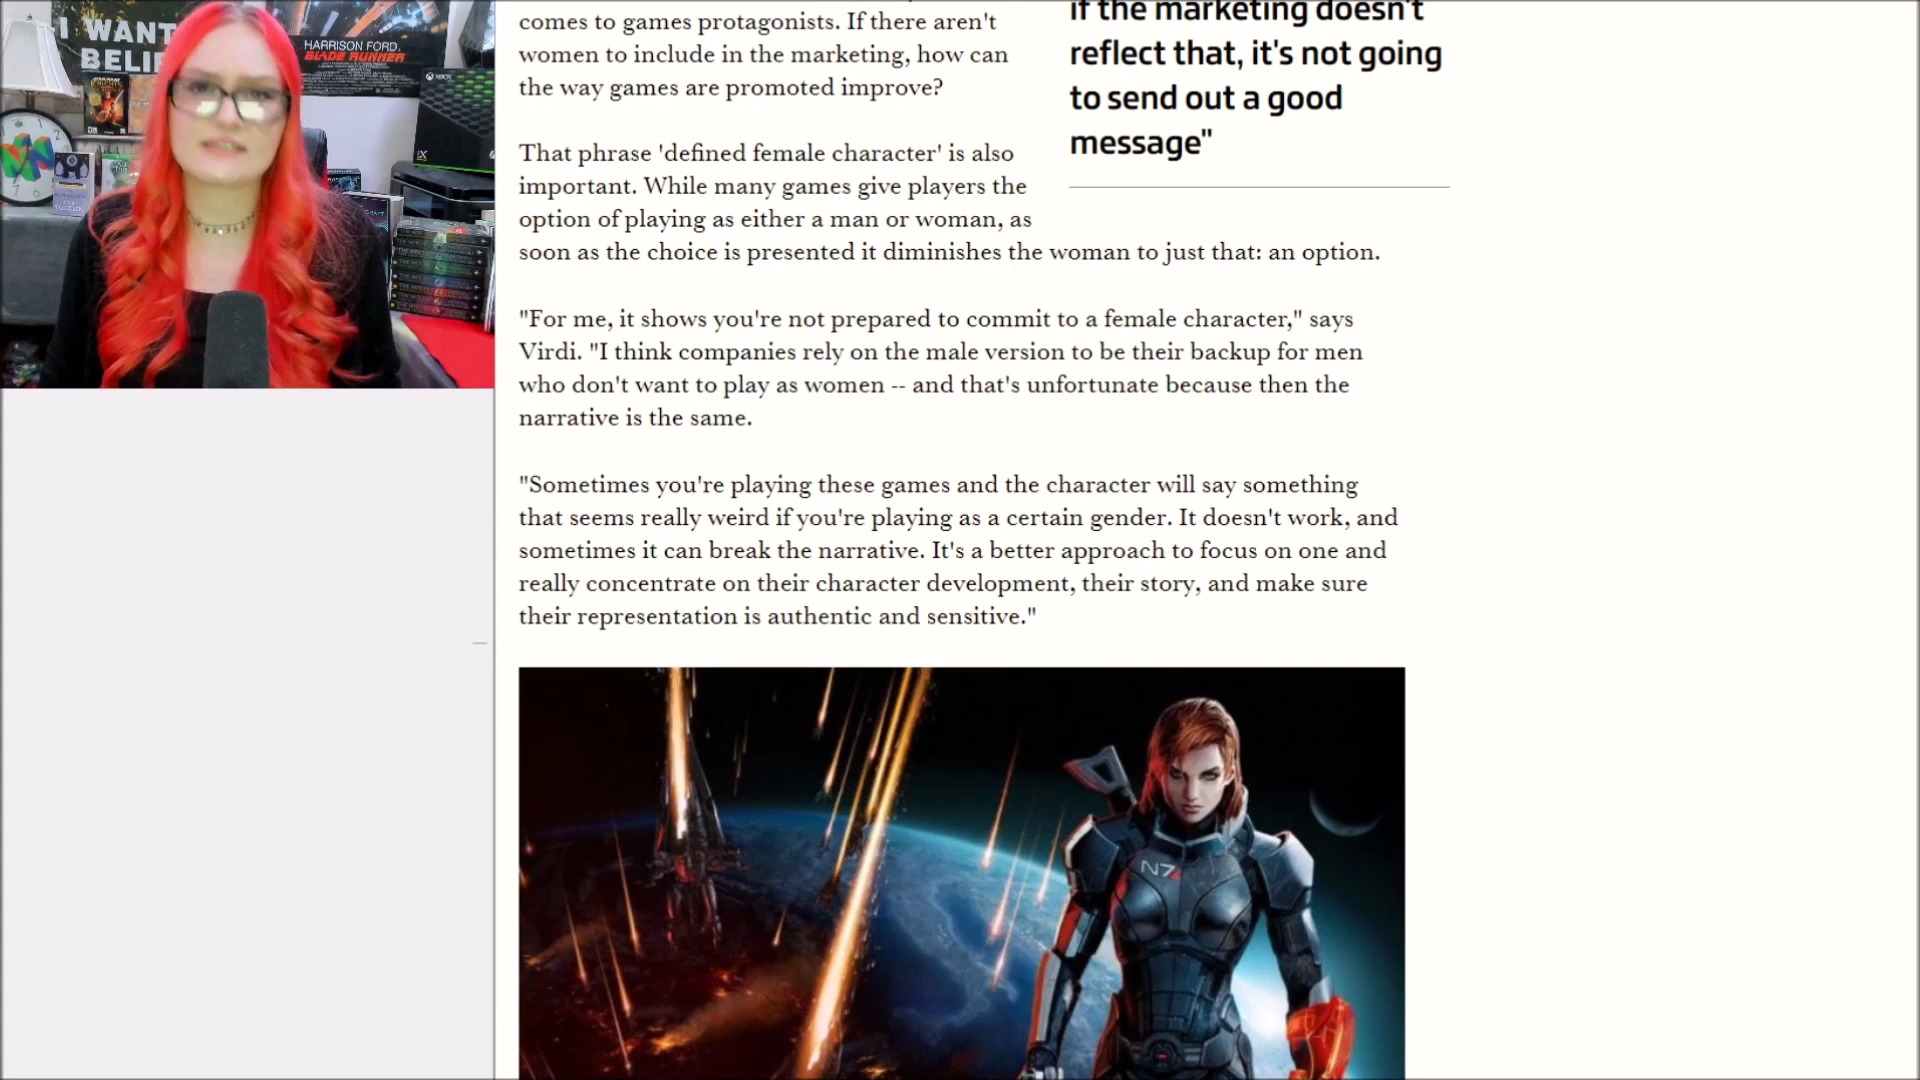 I WANT
BELI
HARRISON FORD
BLADE RUNNER
XBOX
comes to games protagonists. If there aren't
women to include in the marketing, how can
the way games are promoted improve?
if the marketing doesn't
reflect that, it's not going
to send out a good
message"
That phrase 'defined female character' is also
important. While many games give players the
option of playing as either a man or woman, as
soon as the choice is presented it diminishes the woman to just that: an option.
"For me, it shows you're not prepared to commit to a female character," says
Virdi. "I think companies rely on the male version to be their backup for men
who don't want to play as women -- and that's unfortunate because then the
narrative is the same.
"Sometimes you're playing these games and the character will say something
that seems really weird if you're playing as a certain gender. It doesn't work, and
sometimes it can break the narrative. It's a better approach to focus on one and
really concentrate on their character development, their story, and make sure
their representation is authentic and sensitive."
N7